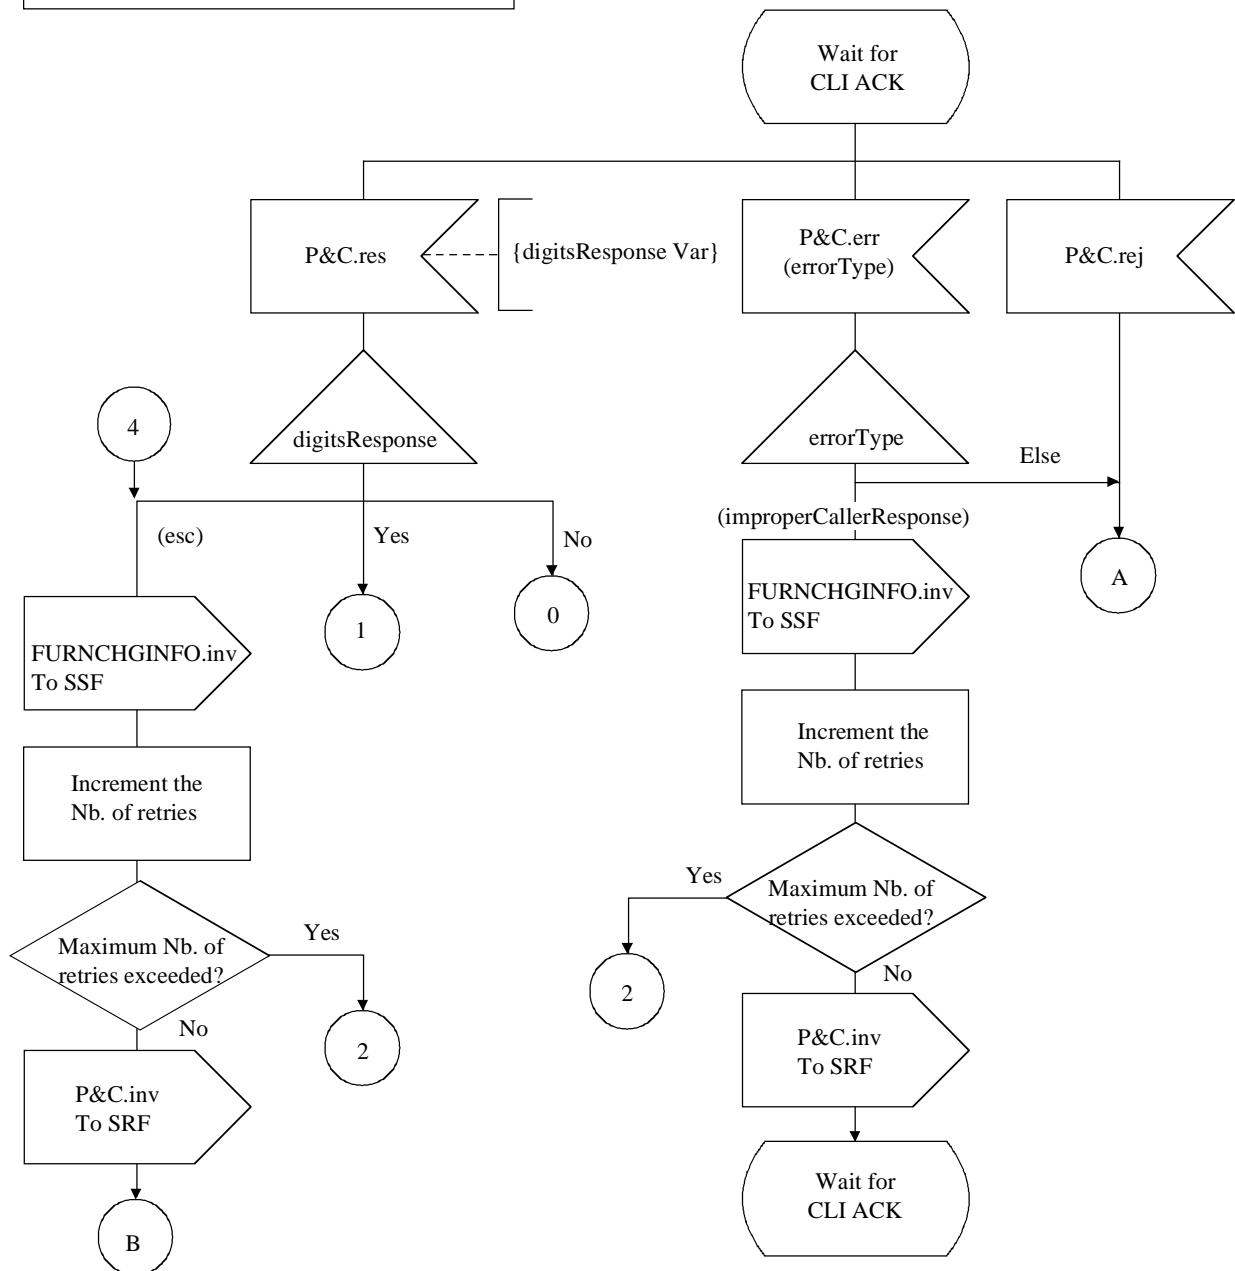 Wait for
CLI ACK
P&C.res
{digitsResponse Var}
P&C.err
(errorType)
P&C.rej
4
digitsResponse
errorType
Else
(esc)
Yes
No
(improperCallerResponse)
A
1
0
FURNCHGINFO.inv
To SSF
FURNCHGINFO.inv
To SSF
Increment the
Nb. of retries
Increment the
Nb. of retries
Yes
Maximum Nb. of
retries exceeded?
Maximum Nb. of
retries exceeded?
Yes
2
No
No
2
P&C.inv
To SRF
P&C.inv
To SRF
B
Wait for
CLI ACK